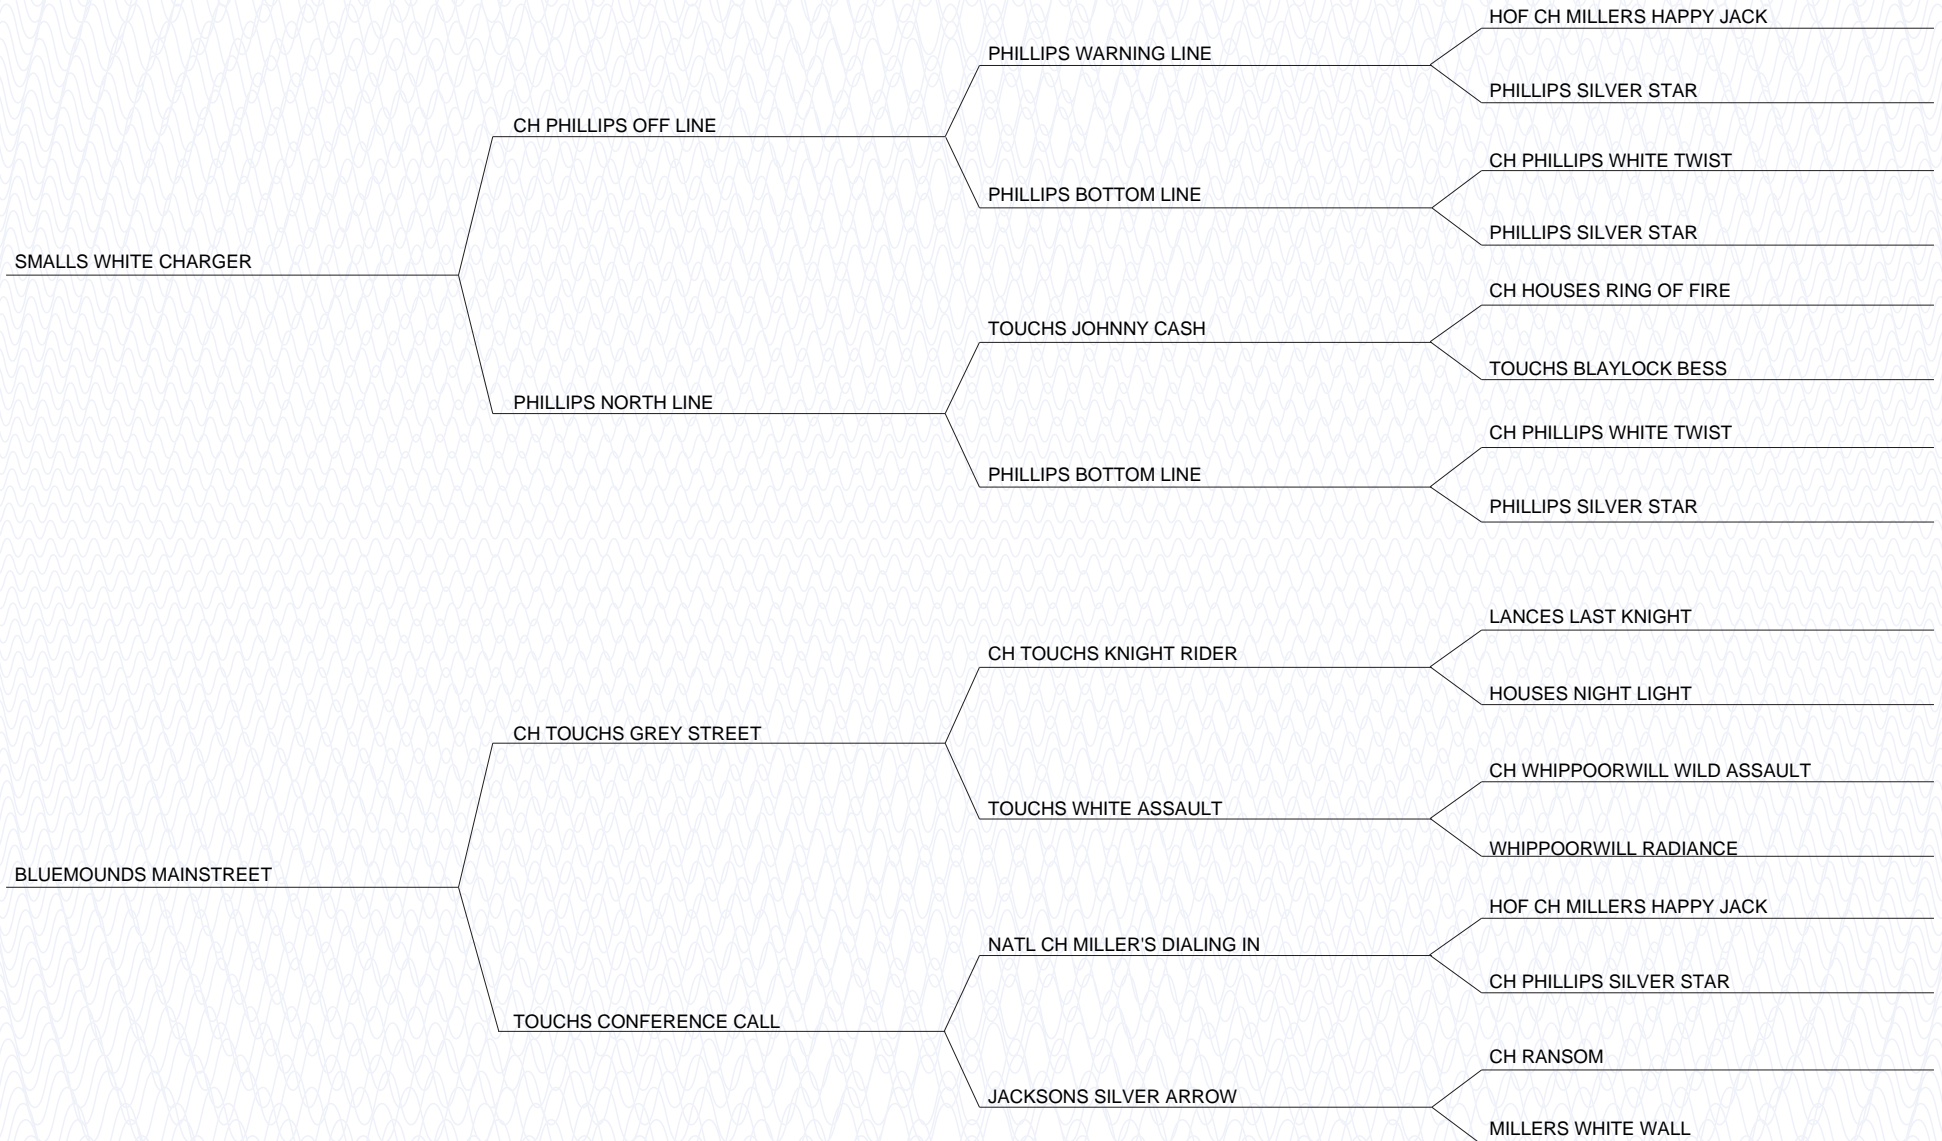 HOF CH MILLERS HAPPY JACK
PHILLIPS WARNING LINE
PHILLIPS SILVER STAR
CH PHILLIPS OFF LINE
CH PHILLIPS WHITE TWIST
PHILLIPS BOTTOM LINE
PHILLIPS SILVER STAR
SMALLS WHITE CHARGER
CH HOUSES RING OF FIRE
TOUCHS JOHNNY CASH
TOUCHS BLAYLOCK BESS
PHILLIPS NORTH LINE
CH PHILLIPS WHITE TWIST
PHILLIPS BOTTOM LINE
PHILLIPS SILVER STAR
LANCES LAST KNIGHT
CH TOUCHS KNIGHT RIDER
HOUSES NIGHT LIGHT
CH TOUCHS GREY STREET
CH WHIPPOORWILL WILD ASSAULT
TOUCHS WHITE ASSAULT
WHIPPOORWILL RADIANCE
BLUEMOUNDS MAINSTREET
HOF CH MILLERS HAPPY JACK
NATL CH MILLER'S DIALING IN
CH PHILLIPS SILVER STAR
TOUCHS CONFERENCE CALL
CH RANSOM
JACKSONS SILVER ARROW
MILLERS WHITE WALL